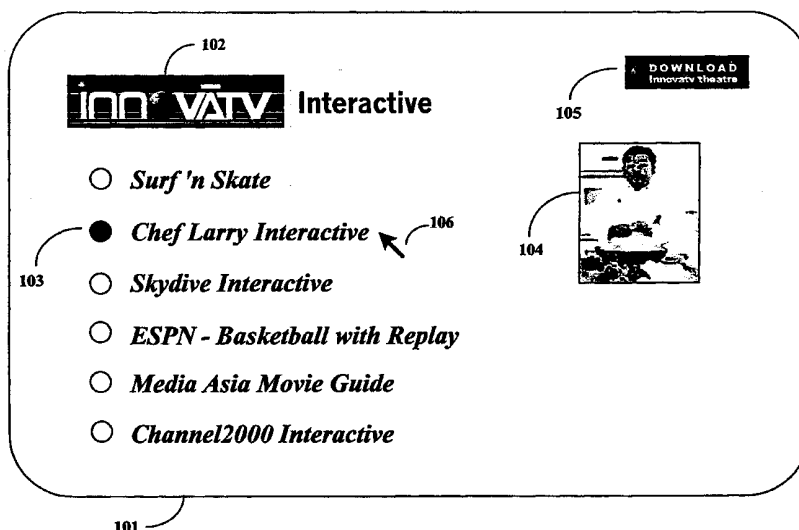 102
innoVĀTV Interactive
DOWNLOAD
Innovatv theatre
105
Surf 'n Skate
103
Chef Larry Interactive
106
104
Skydive Interactive
ESPN - Basketball with Replay
Media Asia Movie Guide
Channel2000 Interactive
101